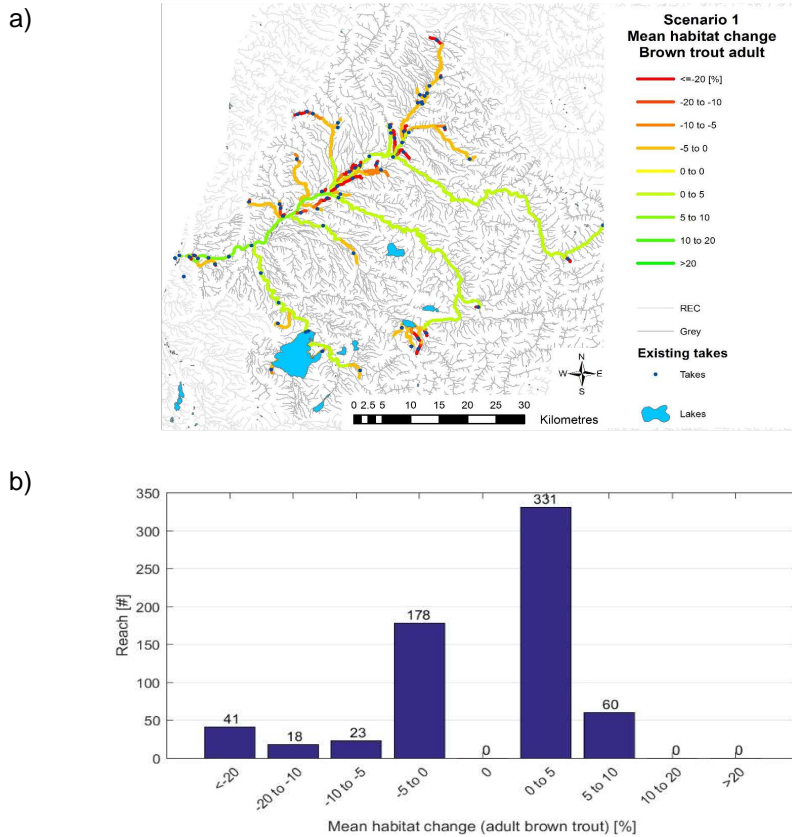 a)
Scenario 1
Mean habitat change
Brown trout adult
<=-20 [%]
-20 to -10
-10 to -5
-5 to 0
0 to 0
0 to 5
5 to 10
10 to 20
>20
REC
Grey
Existing takes
Takes
Lakes
N
W E
S
0 2.5 5 10 15 20 25 30
Kilometres
b)
350
300
250
200
150
100
50
0
Reach [#]
41
18
23
178
0
331
60
0
0
<-20
-20 to -10
-10 to -5
-5 to 0
0
0 to 5
5 to 10
10 to 20
>20
Mean habitat change (adult brown trout) [%]